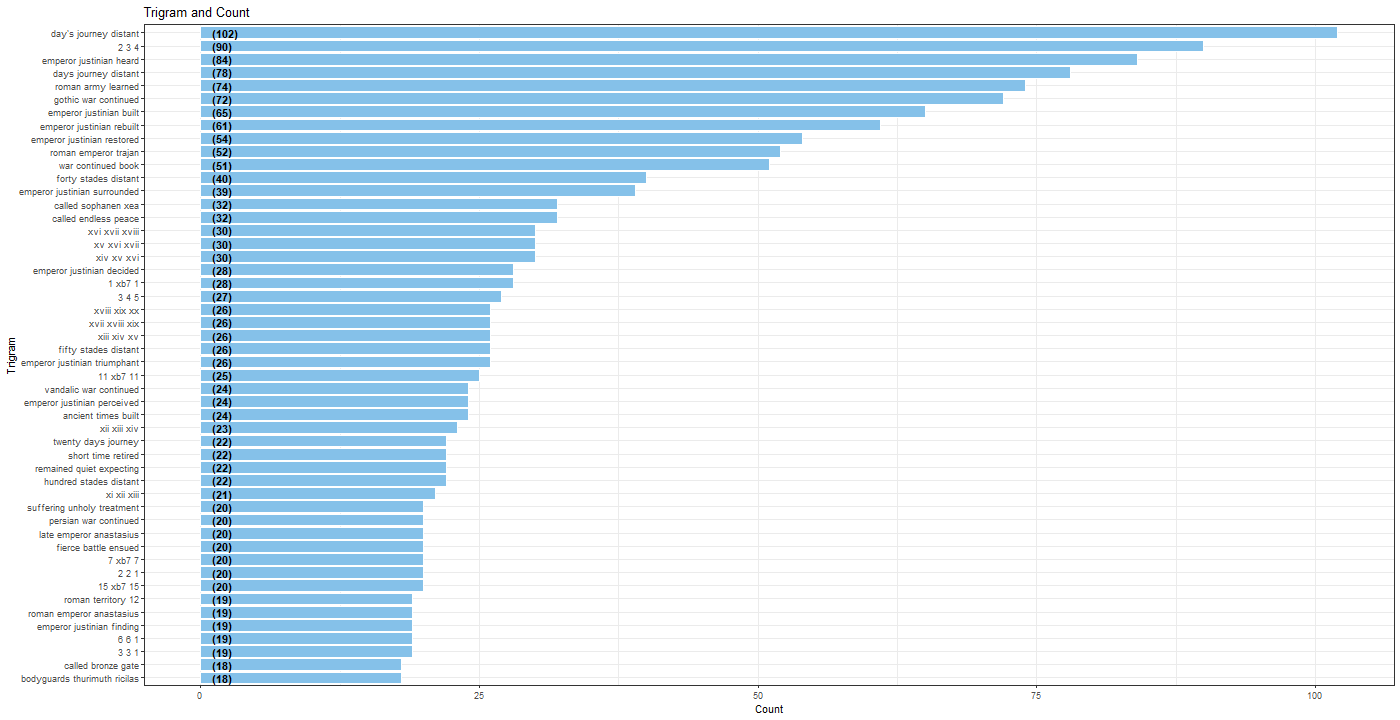 Trigram and Count
day's journey distant (102)
2 3 4 (90)
emperor justinian heard (84)
days journey distant (78)
roman army learned (74)
gothic war continued (72)
emperor justinian built (65)
emperor justinian rebuilt (61)
emperor justinian restored (54)
roman emperor trajan (52)
war continued book (51)
forty stades distant (40)
emperor justinian surrounded (39)
called sophanen xea (32)
called endless peace (32)
xvi xvii xviii (30)
xv xvi xvii (30)
xiv xv xvi (30)
emperor justinian decided (28)
1 xb7 1 (28)
3 4 5 (27)
xviii xix xx (26)
xvii xviii xix (26)
xiii xiv xv (26)
fifty stades distant (26)
emperor justinian triumphant (26)
11 xb7 11 (25)
vandalic war continued (24)
emperor justinian perceived (24)
ancient times built (24)
xii xiii xiv (23)
twenty days journey (22)
short time retired (22)
remained quiet expecting (22)
hundred stades distant (22)
xi xii xiii (21)
suffering unholy treatment (20)
persian war continued (20)
late emperor anastasius (20)
fierce battle ensued (20)
7 xb7 7 (20)
2 2 1 (20)
15 xb7 15 (20)
roman territory 12 (19)
roman emperor anastasius (19)
emperor justinian finding (19)
6 6 1 (19)
3 3 1 (19)
called bronze gate (18)
bodyguards thurimuth ricilas (18)
Trigram
0 25 50 75 100
Count